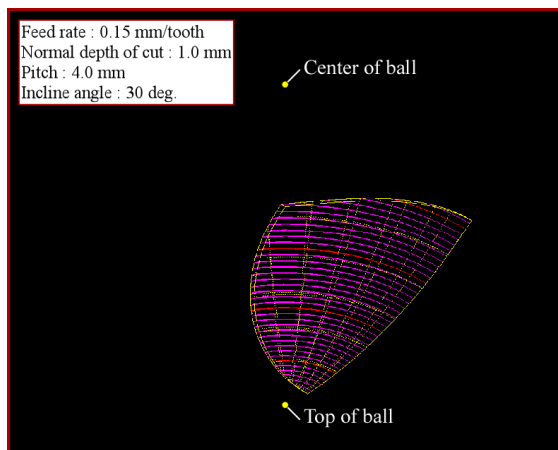 Feed rate : 0.15 mm/tooth
Normal depth of cut : 1.0 mm
Pitch : 4.0 mm
Incline angle : 30 deg.
Center of ball
Top of ball